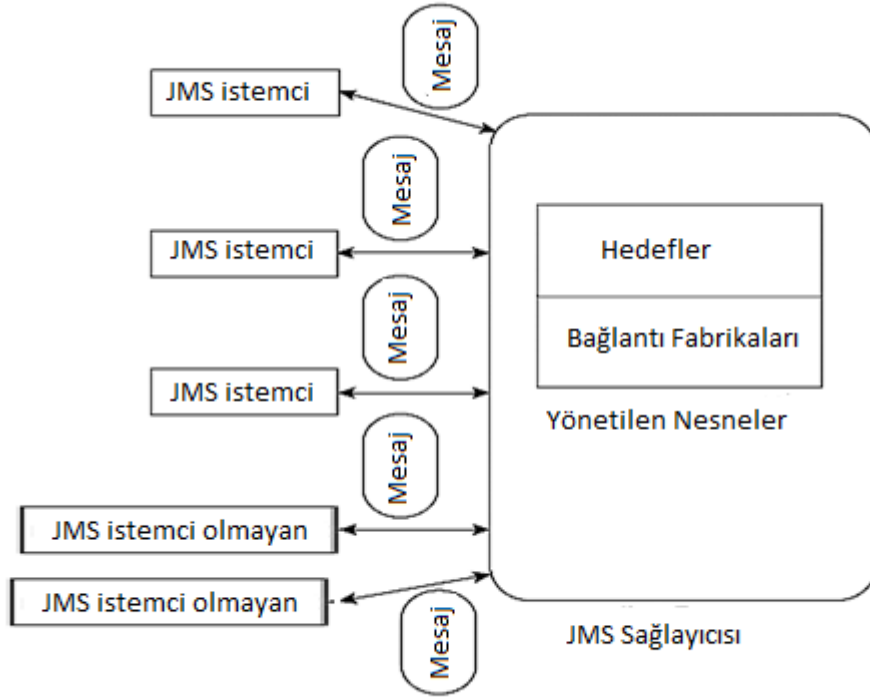 Mesaj
JMS istemci
Mesaj
JMS istemci
Hedefler
Mesaj
Bağlantı Fabrikaları
JMS istemci
Yönetilen Nesneler
Mesaj
JMS istemci olmayan
JMS istemci olmayan
Mesaj
JMS Sağlayıcısı